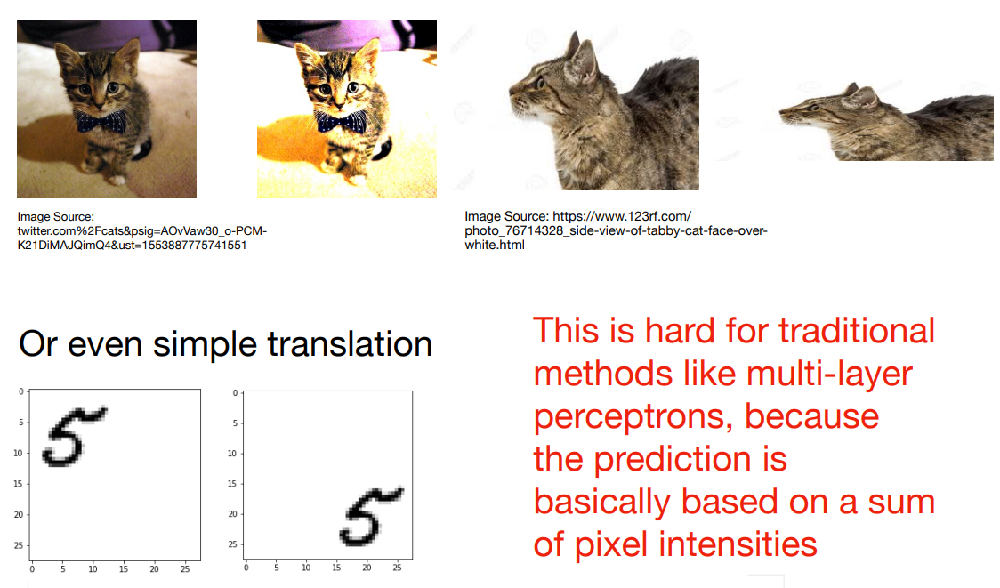 Image Source:
twitter.com%2Fcats&psig=AOvVaw30_o-PCM-
K21DiMAJQimQ4&ust=1553887775741551
Image Source: https://www.123rf.com/
photo_76714328_side-view-of-tabby-cat-face-over-
white.html
Or even simple translation
0
5
10
15
20
25
0 5 10 15 20 25
0
5
10
15
20
25
0 5 10 15 20 25
This is hard for traditional
methods like multi-layer
perceptrons, because
the prediction is
basically based on a sum
of pixel intensities